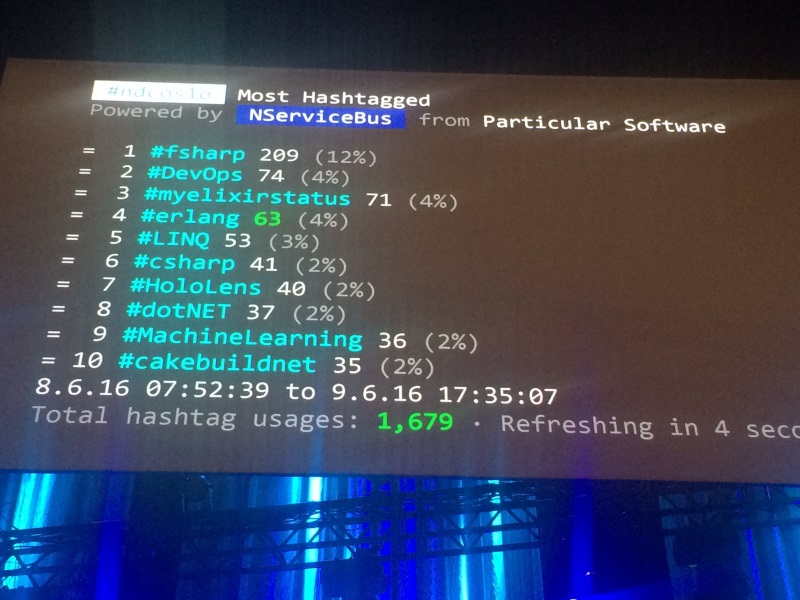 #ndcoslo Most Hashtagged
Powered by NServiceBus from Particular Software
= 1 #fsharp 209 (12%)
= 2 #DevOps 74 (4%)
= 3 #myelixirstatus 71 (4%)
= 4 #erlang 63 (4%)
= 5 #LINQ 53 (3%)
= 6 #csharp 41 (2%)
= 7 #HoloLens 40 (2%)
= 8 #dotNET 37 (2%)
= 9 #MachineLearning 36 (2%)
= 10 #cakebuildnet 35 (2%)
8.6.16 07:52:39 to 9.6.16 17:35:07
Total hashtag usages: 1,679 · Refreshing in 4 seco